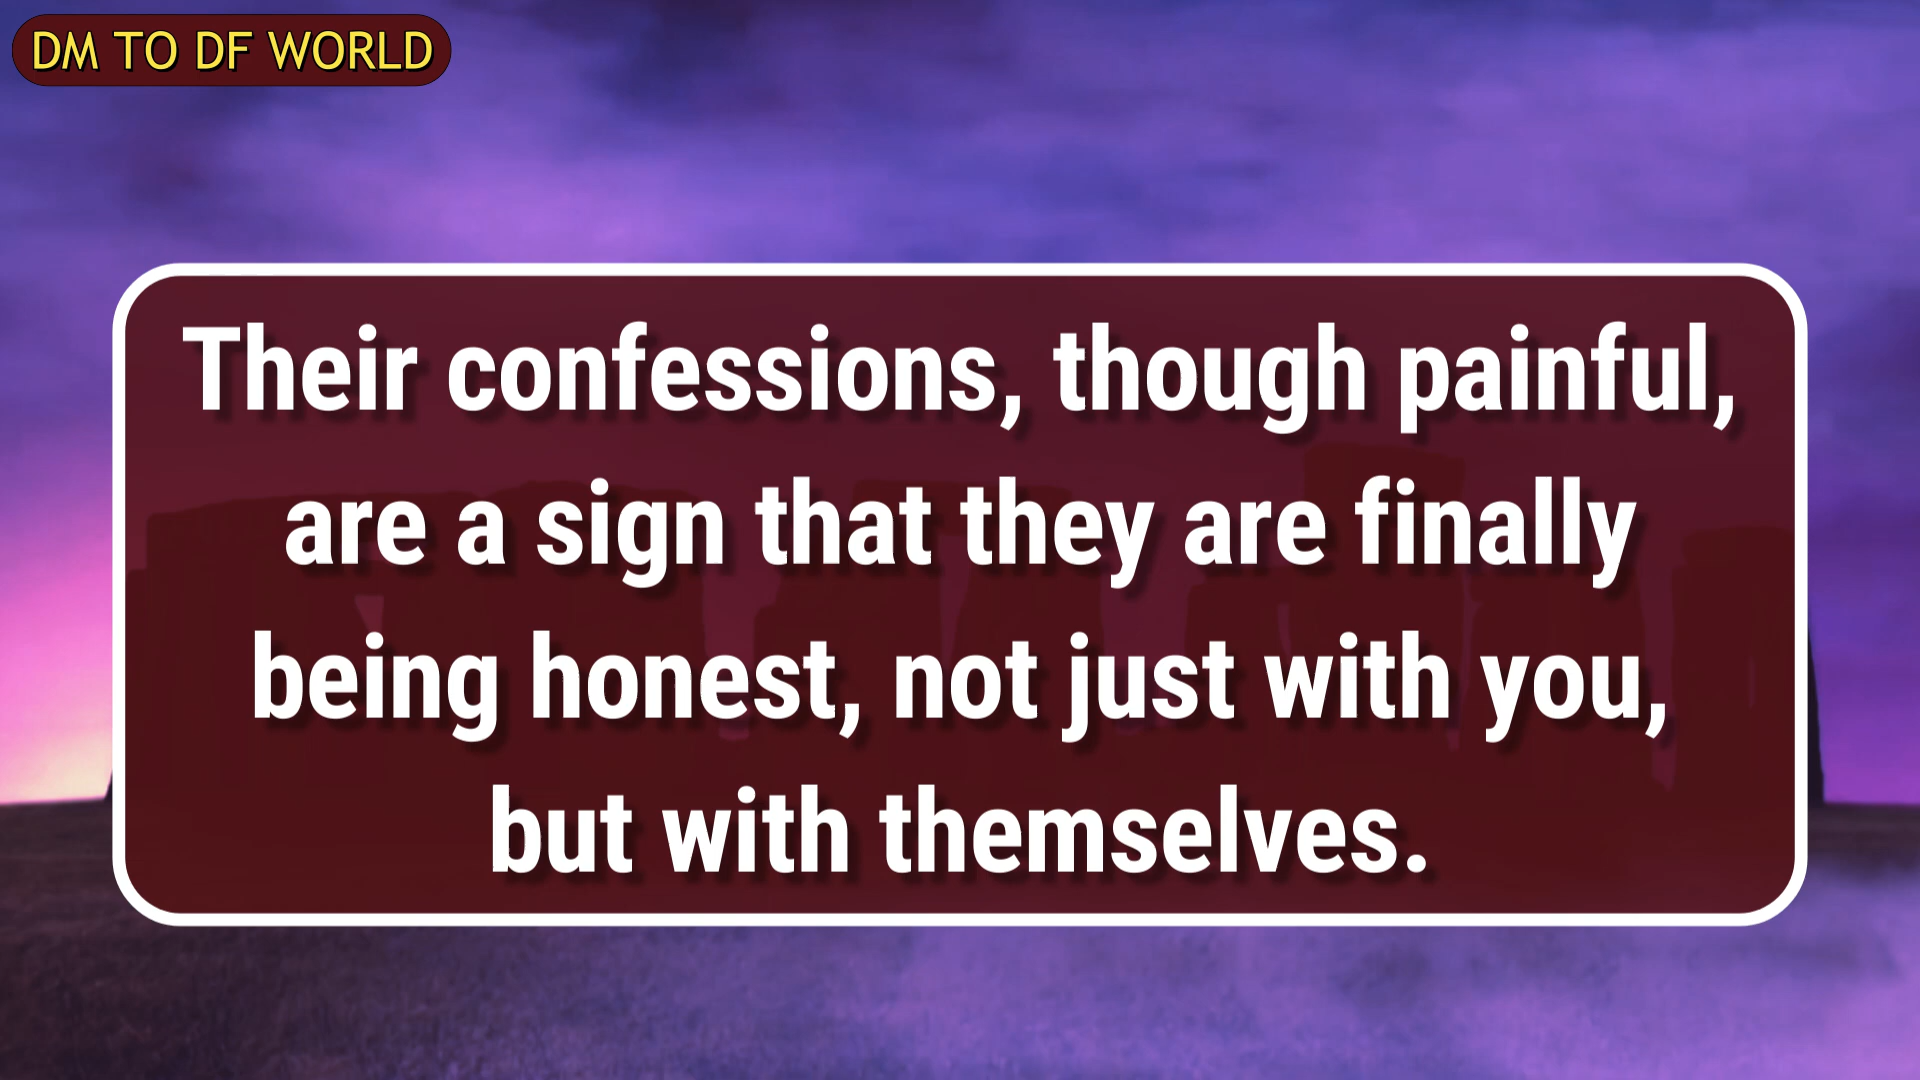 DM TO DF WORLD
Their confessions, though painful,
are a sign that they are finally
being honest, not just with you,
but with themselves.